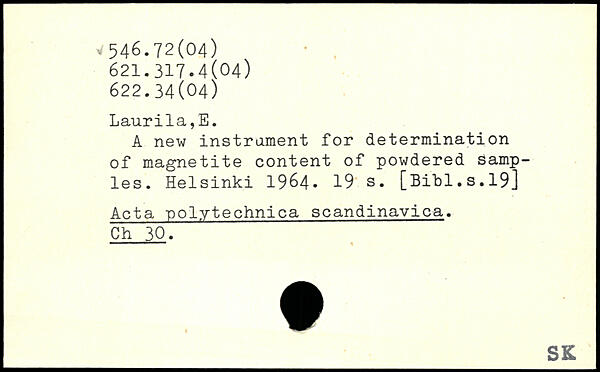 546.72(04)
621.317.4(04)
622.34(04)
Laurila,E.
A new instrument for determination
of magnetite content of powdered samp-
les. Helsinki 1964. 19 s. [Bibl.s.19]
Acta polytechnica scandinavica.
Ch 30.
SK